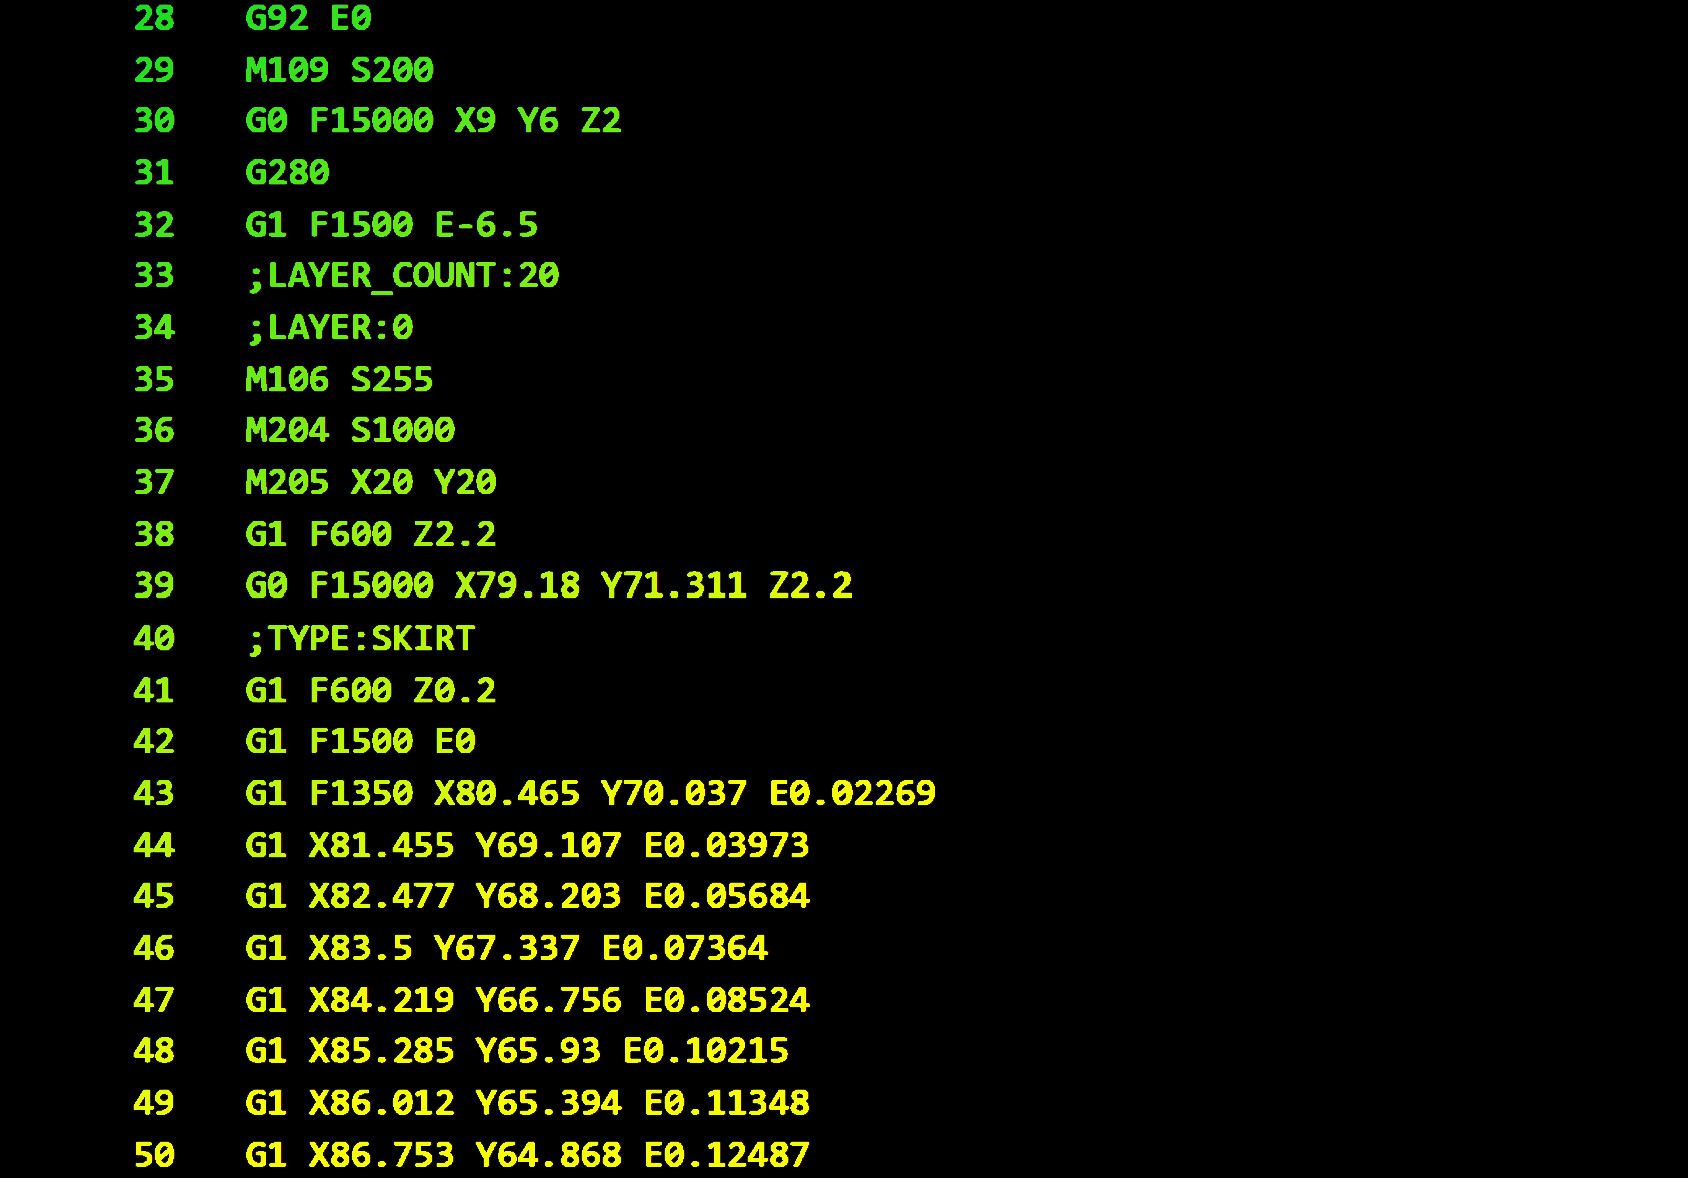 28 G92 E0
29 M109 S200
30 G0 F15000 X9 Y6 Z2
31 G280
32 G1 F1500 E-6.5
33 ;LAYER_COUNT:20
34 ;LAYER:0
35 M106 S255
36 M204 S1000
37 M205 X20 Y20
38 G1 F600 Z2.2
39 G0 F15000 X79.18 Y71.311 Z2.2
40 ;TYPE:SKIRT
41 G1 F600 Z0.2
42 G1 F1500 E0
43 G1 F1350 X80.465 Y70.037 E0.02269
44 G1 X81.455 Y69.107 E0.03973
45 G1 X82.477 Y68.203 E0.05684
46 G1 X83.5 Y67.337 E0.07364
47 G1 X84.219 Y66.756 E0.08524
48 G1 X85.285 Y65.93 E0.10215
49 G1 X86.012 Y65.394 E0.11348
50 G1 X86.753 Y64.868 E0.12487